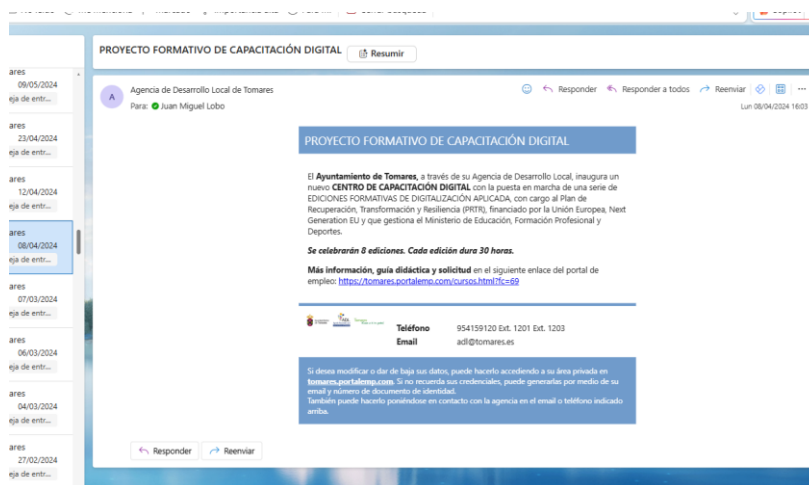 PROYECTO FORMATIVO DE CAPACITACIÓN DIGITAL
Resumir
ares
09/05/2024
eja de entr...
ares
23/04/2024
eja de entr...
ares
12/04/2024
eja de entr...
ares
08/04/2024
eja de entr...
ares
07/03/2024
eja de entr...
ares
06/03/2024
eja de entr...
ares
04/03/2024
eja de entr...
ares
27/02/2024
eja de entr...
A
Agencia de Desarrollo Local de Tomares
Para: Juan Miguel Lobo
Responder
Responder a todos
Reenviar
Lun 08/04/2024 16:03
PROYECTO FORMATIVO DE CAPACITACIÓN DIGITAL
El Ayuntamiento de Tomares, a través de su Agencia de Desarrollo Local, inaugura un
nuevo CENTRO DE CAPACITACIÓN DIGITAL con la puesta en marcha de una serie de
EDICIONES FORMATIVAS DE DIGITALIZACIÓN APLICADA, con cargo al Plan de
Recuperación, Transformación y Resiliencia (PRTR), financiado por la Unión Europea, Next
Generation EU y que gestiona el Ministerio de Educación, Formación Profesional y
Deportes.
Se celebrarán 8 ediciones. Cada edición dura 30 horas.
Más información, guía didáctica y solicitud en el siguiente enlace del portal de
empleo: https://tomares.portalemp.com/cursos.html?fc=69
Teléfono 954159120 Ext. 1201 Ext. 1203
Email adl@tomares.es
Si desea modificar o dar de baja sus datos, puede hacerlo accediendo a su área privada en
tomares.portalemp.com. Si no recuerda sus credenciales, puede generarlas por medio de su
email y número de documento de identidad.
También puede hacerlo poniéndose en contacto con la agencia en el email o teléfono indicado
arriba.
Responder
Reenviar